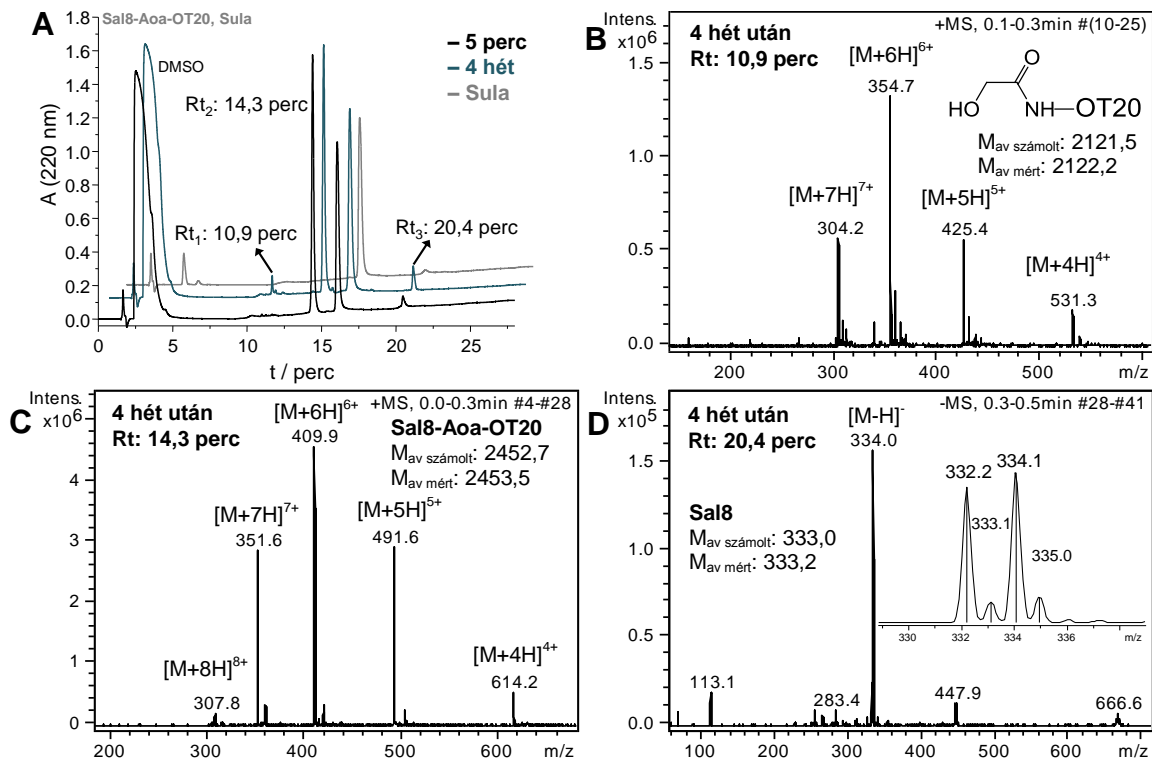 A
Sal8-Aoa-OT20, Sula
1.8
1.6
1.4
1.2
1.0
0.8
0.6
0.4
0.2
0.0
A (220 nm)
DMSO
5 perc
4 hét
Sula
Rt2: 14,3 perc
Rt1: 10,9 perc
Rt3: 20,4 perc
0 5 10 15 20 25
t / perc
B
Intens.
x10^6
+MS, 0.1-0.3min #(10-25)
4 hét után
Rt: 10,9 perc
1.5
1.0
0.5
0.0
[M+6H]6+
354.7
[M+7H]7+
304.2
[M+5H]5+
425.4
[M+4H]4+
531.3
O
HO
NH
OT20
Mav számolt: 2121,5
Mav mért: 2122,2
200 300 400 500 m/z
C
Intens.
x10^6
+MS, 0.0-0.3min #4-#28
4 hét után
Rt: 14,3 perc
4
3
2
1
0
[M+6H]6+
409.9
Sal8-Aoa-OT20
Mav számolt: 2452,7
Mav mért: 2453,5
[M+7H]7+
351.6
[M+5H]5+
491.6
[M+8H]8+
307.8
[M+4H]4+
614.2
200 300 400 500 600 m/z
D
Intens.
x10^5
-MS, 0.3-0.5min #28-#41
4 hét után
Rt: 20,4 perc
1.5
1.0
0.5
0.0
[M-H]-
334.0
Sal8
Mav számolt: 333,0
Mav mért: 333,2
332.2
334.1
333.1
335.0
330 332 334 336 m/z
113.1
283.4
447.9
666.6
100 200 300 400 500 600 m/z